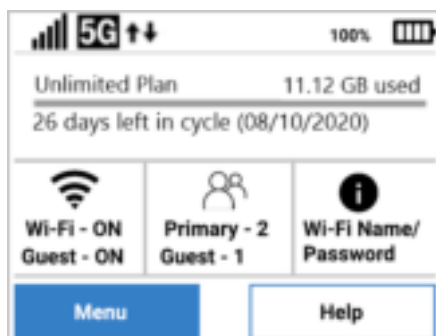 5G 100%
Unlimited Plan 11.12 GB used
26 days left in cycle (08/10/2020)
Wi-Fi - ON
Guest - ON
Primary - 2
Guest - 1
Wi-Fi Name/
Password
Menu Help